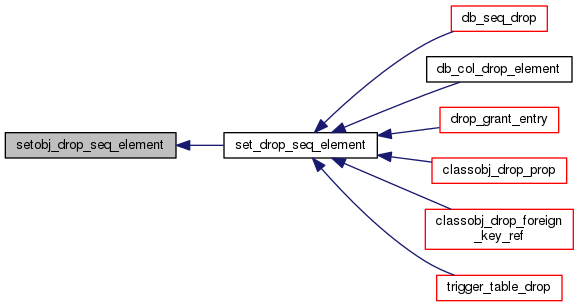 db_seq_drop
db_col_drop_element
drop_grant_entry
setobj_drop_seq_element
set_drop_seq_element
classobj_drop_prop
classobj_drop_foreign
_key_ref
trigger_table_drop